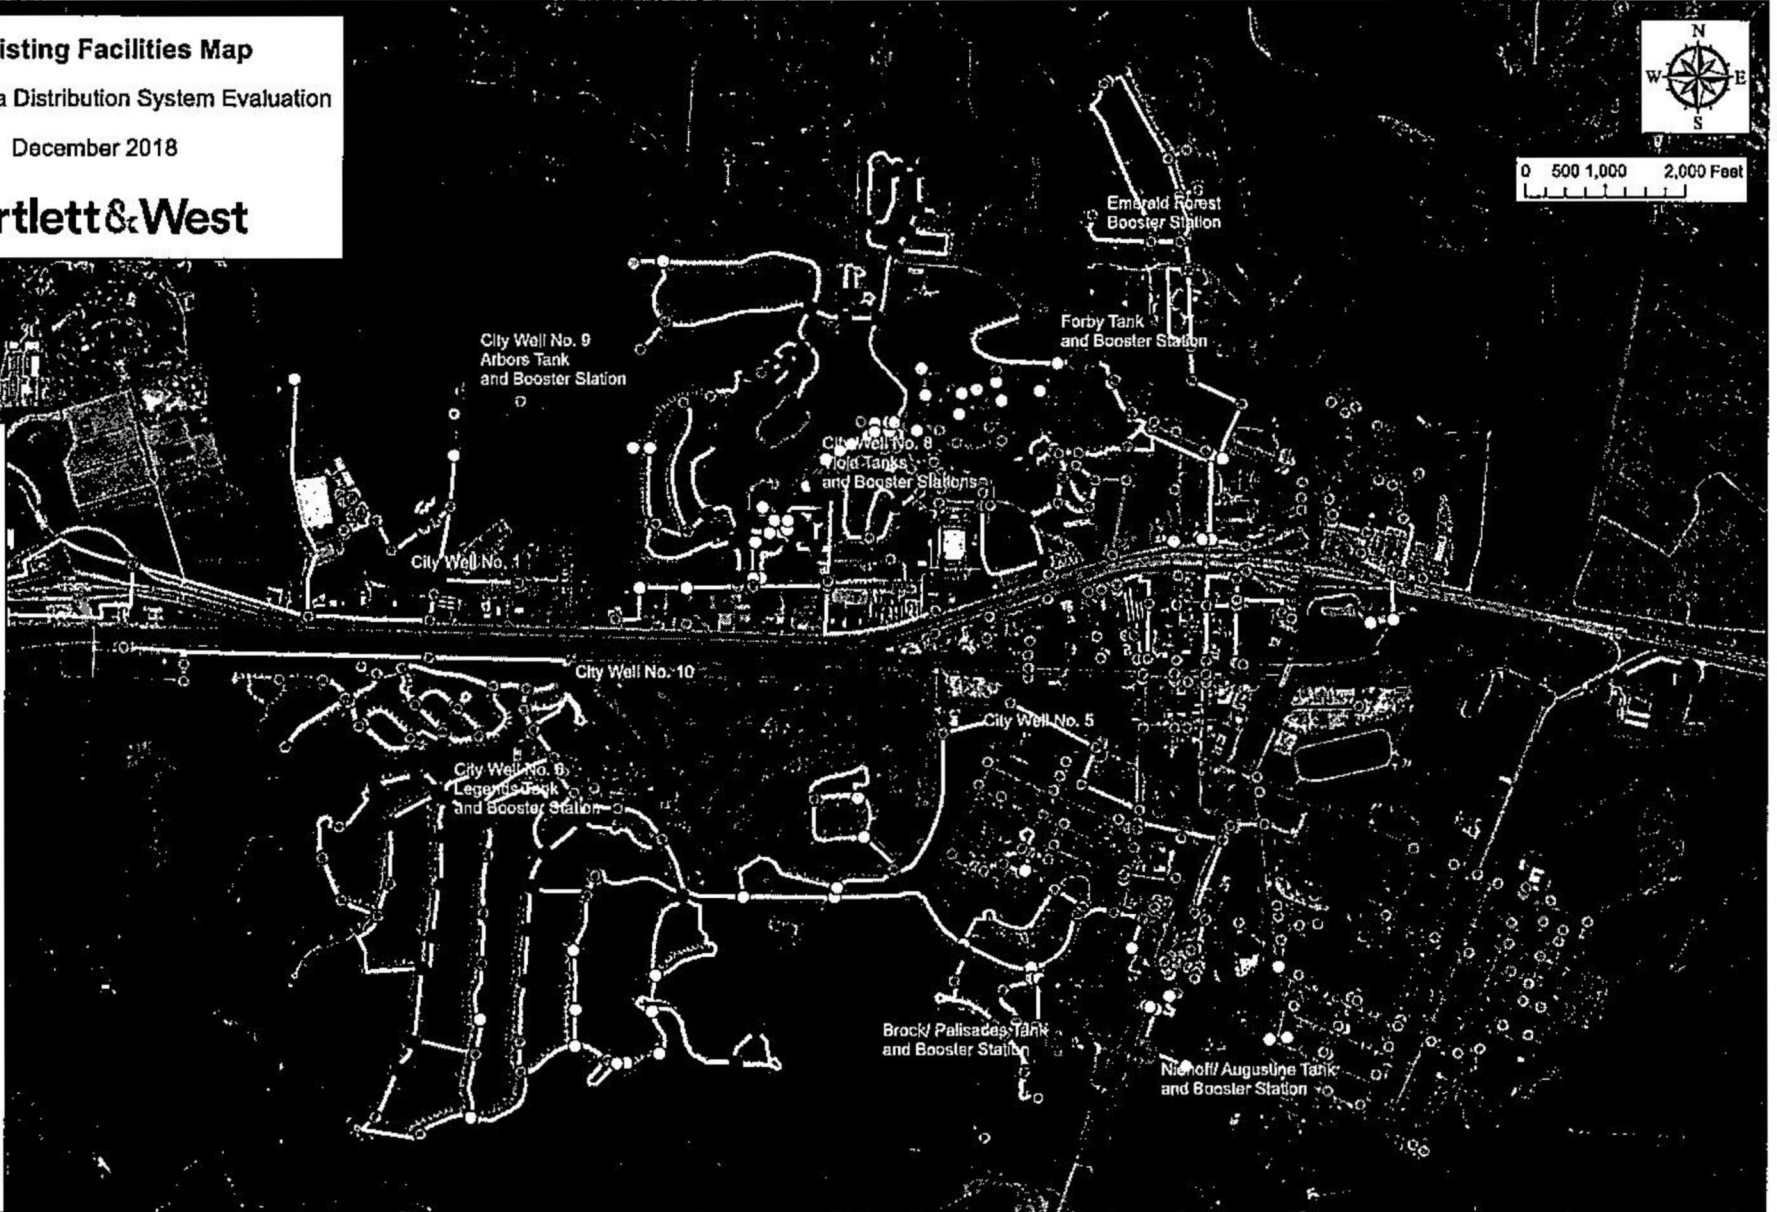 isting Facilities Map
a Distribution System Evaluation
December 2018
rtlett&West
N
W E
S
0 500 1,000 2,000 Feet
Emerald Forest
Booster Station
Forby Tank
and Booster Station
City Well No. 9
Arbors Tank
and Booster Station
City Well No. 8
Tanks
and Booster Stations
City Well No. 1
City Well No. 10
City Well No. 5
City Well No. 6
Legends Tank
and Booster Station
Brock/ Palisades Tank
and Booster Station
Niehoff/ Augustine Tank
and Booster Station